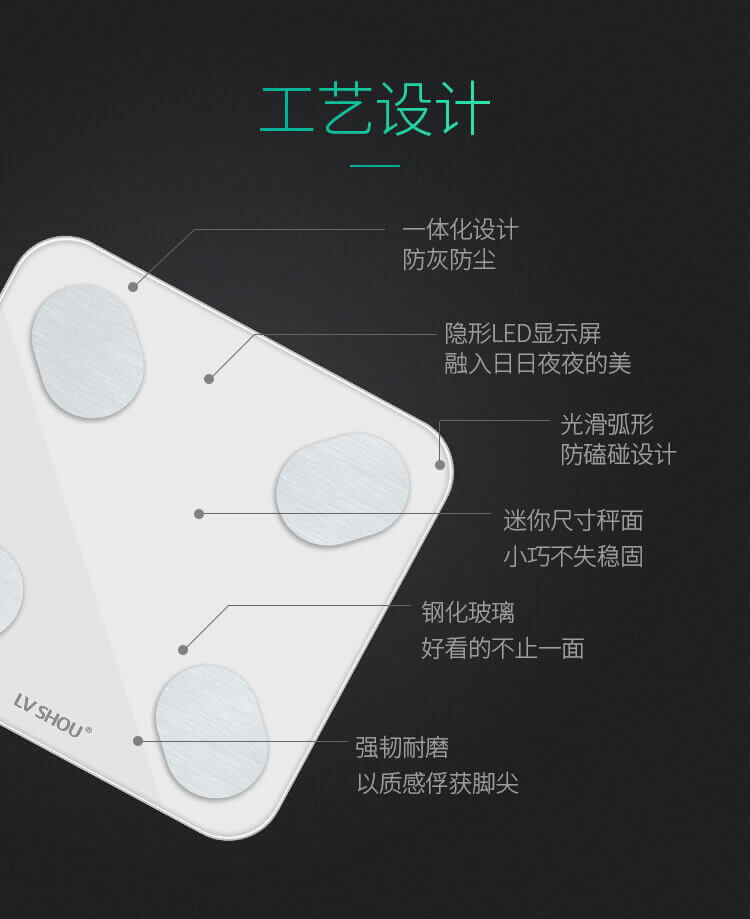 工艺设计
一体化设计
防灰防尘
隐形LED显示屏
融入日日夜夜的美
光滑弧形
防磕碰设计
迷你尺寸秤面
小巧不失稳固
钢化玻璃
好看的不止一面
LV SHOU®
强韧耐磨
以质感俘获脚尖